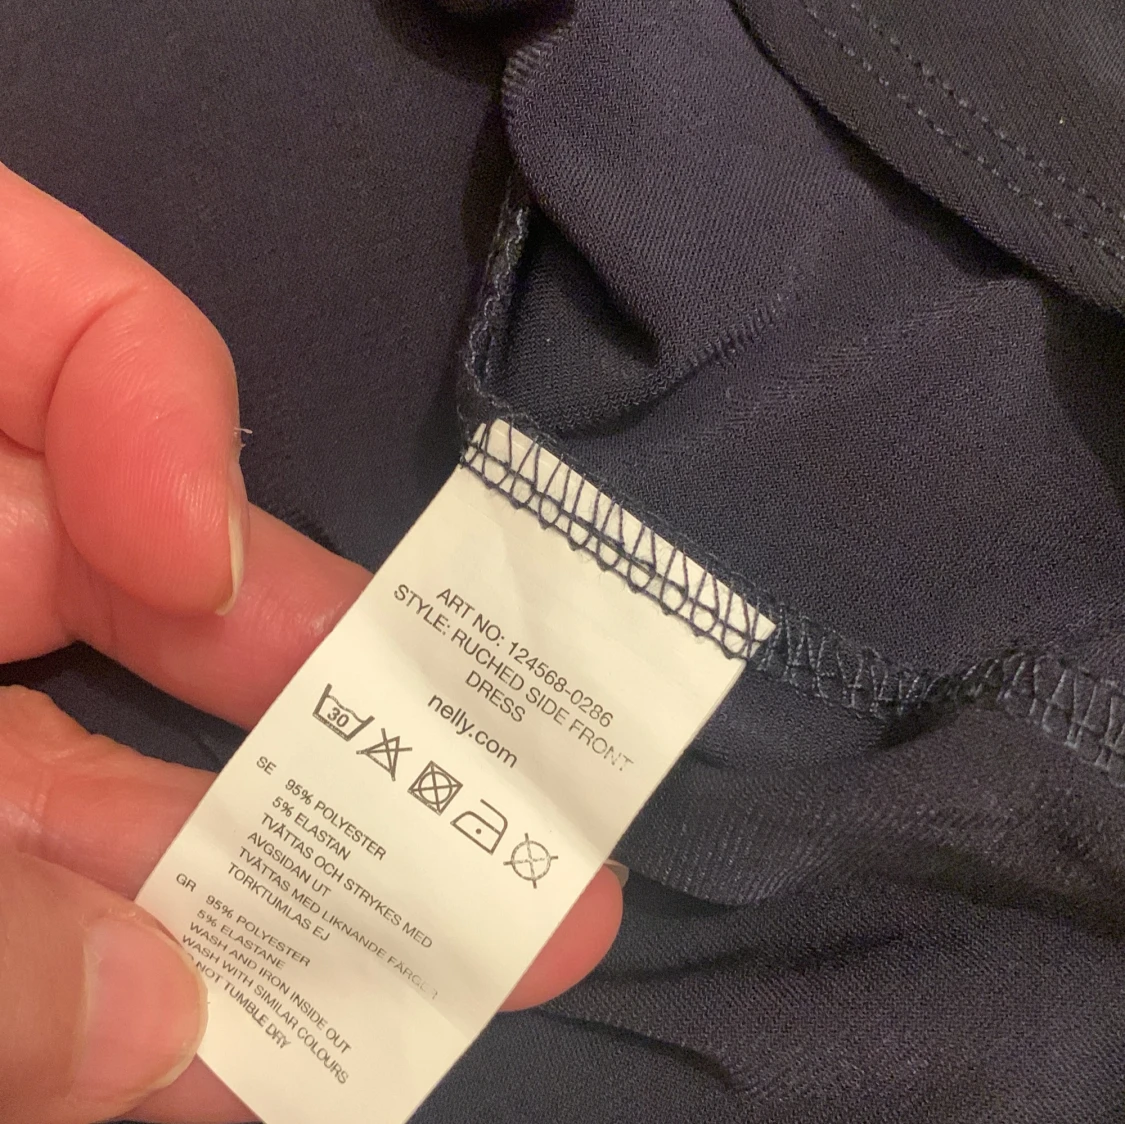 ART NO: 124568-0286
STYLE: RUCHED SIDE FRONT
DRESS
nelly.com
30
SE 95% POLYESTER
5% ELASTAN
TVÄTTAS OCH STRYKES MED
AVGSIDAN UT
TVÄTTAS MED LIKNANDE FÄRGER
TORKTUMLAS EJ
GR 95% POLYESTER
5% ELASTANE
WASH AND IRON INSIDE OUT
WASH WITH SIMILAR COLOURS
NOT TUMBLE DRY